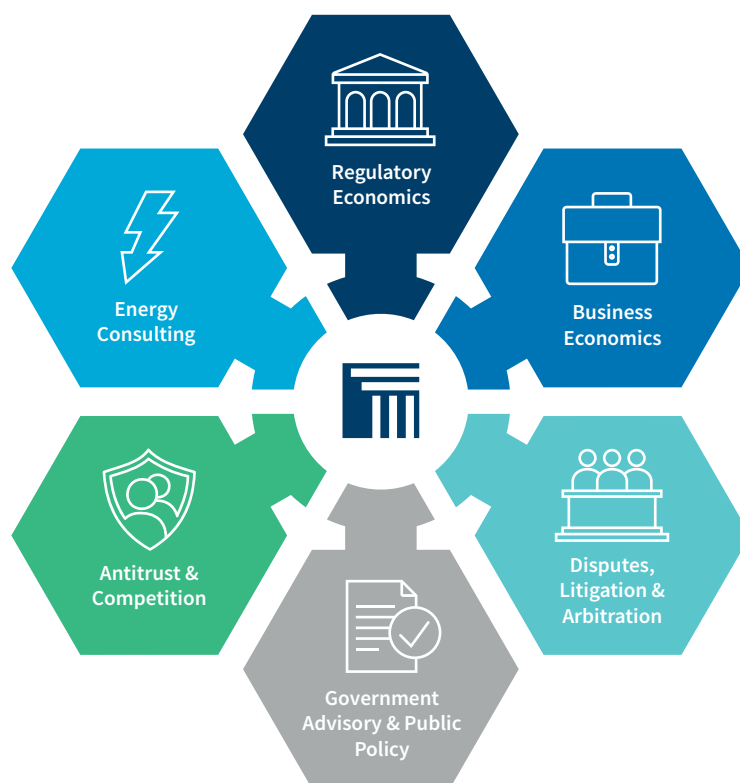 Regulatory
Economics
Energy
Consulting
Business
Economics
Antitrust &
Competition
Disputes,
Litigation &
Arbitration
Government
Advisory & Public
Policy